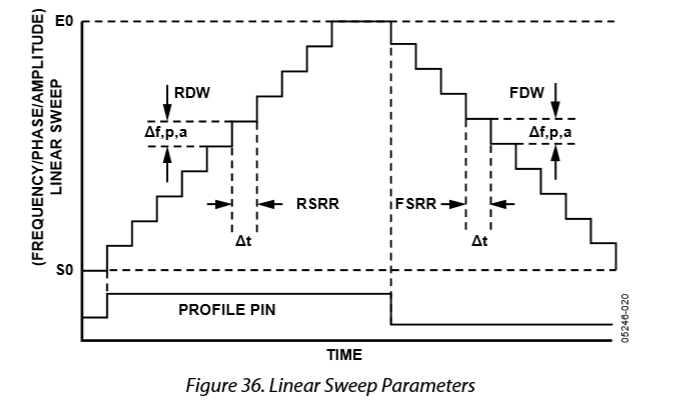 (FREQUENCY/PHASE/AMPLITUDE)
LINEAR SWEEP
E0
RDW
FDW
Δf,p,a
Δf,p,a
RSRR
FSRR
Δt
Δt
S0
PROFILE PIN
TIME
05246-020
Figure 36. Linear Sweep Parameters